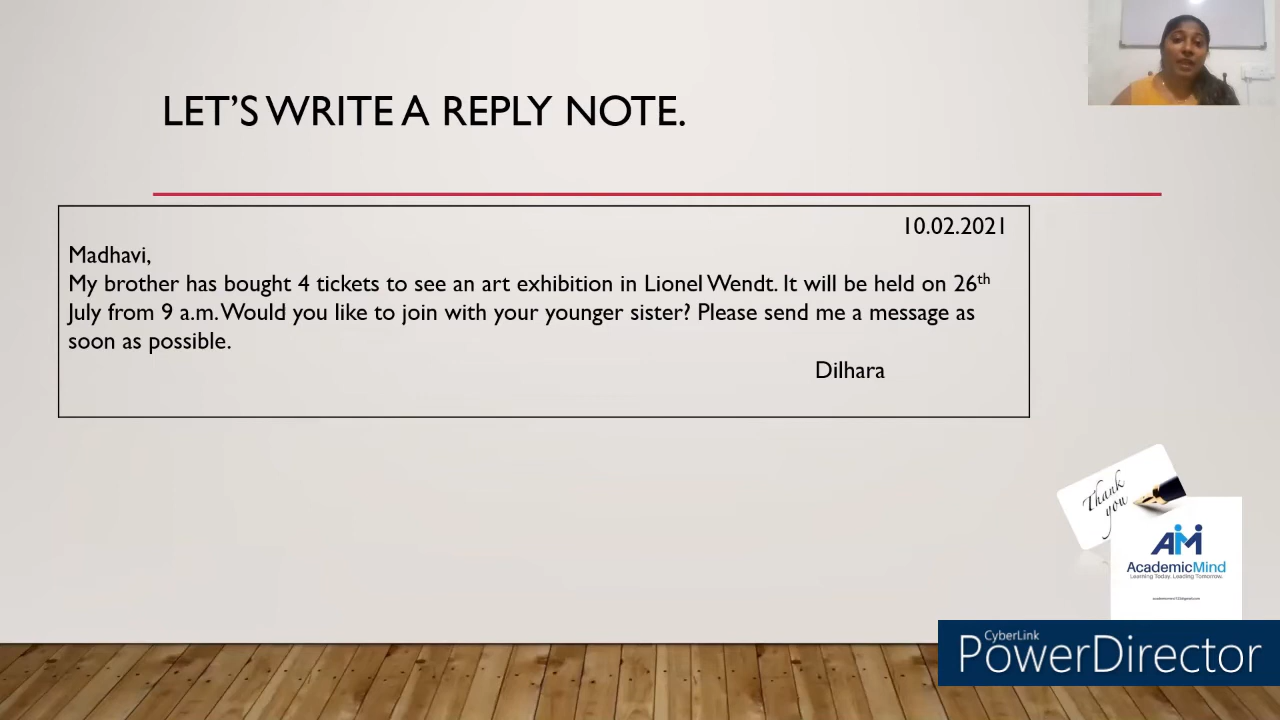 LET'S WRITE A REPLY NOTE.
10.02.2021
Madhavi,
My brother has bought 4 tickets to see an art exhibition in Lionel Wendt. It will be held on 26th
July from 9 a.m. Would you like to join with your younger sister? Please send me a message as
soon as possible.
Dilhara
Thank
you
AM
AcademicMind
Learning Today, Leading Tomorrow.
CyberLink
PowerDirector